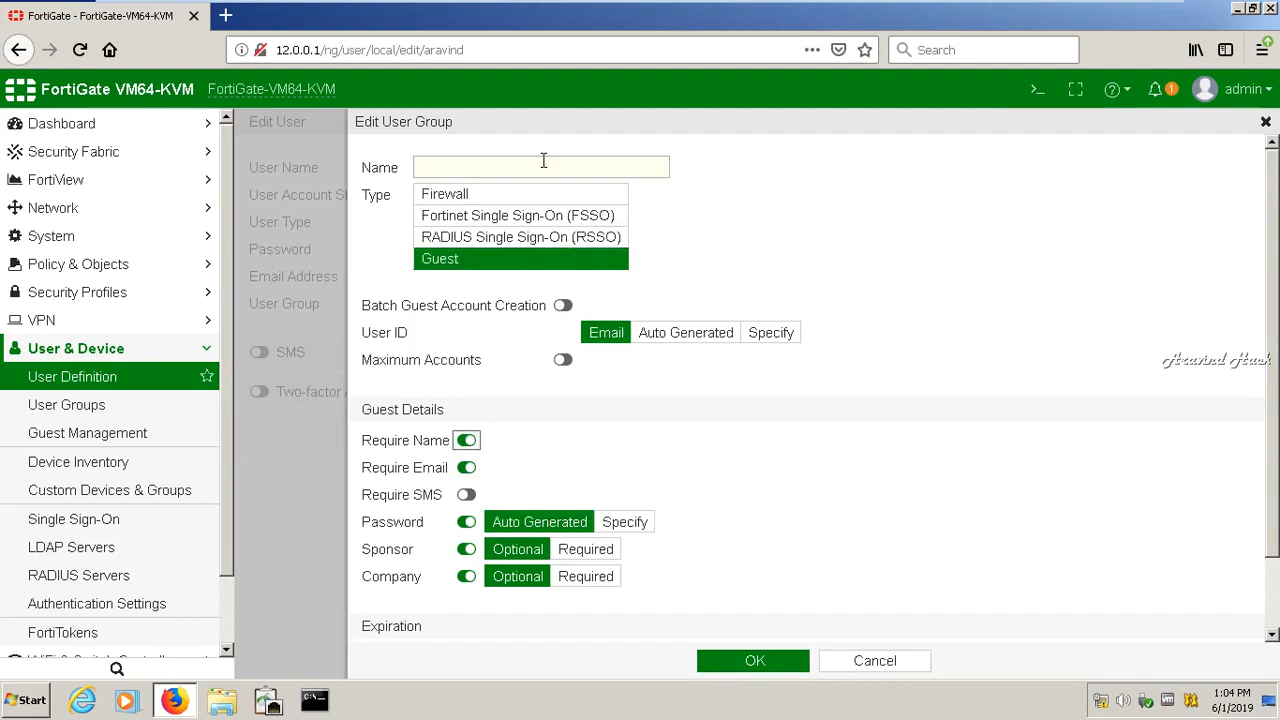 FortiGate - FortiGate-VM64-KVM
12.0.0.1/ng/user/local/edit/aravind
Search
FortiGate VM64-KVM
FortiGate-VM64-KVM
1
admin
Dashboard
Security Fabric
FortiView
Network
System
Policy & Objects
Security Profiles
VPN
User & Device
User Definition
User Groups
Guest Management
Device Inventory
Custom Devices & Groups
Single Sign-On
LDAP Servers
RADIUS Servers
Authentication Settings
FortiTokens
Edit User
User Name
User Account S
User Type
Password
Email Address
User Group
SMS
Two-factor
Edit User Group
Name
Type
Firewall
Fortinet Single Sign-On (FSSO)
RADIUS Single Sign-On (RSSO)
Guest
Batch Guest Account Creation
User ID Email Auto Generated Specify
Maximum Accounts
Aravind Hask
Guest Details
Require Name
Require Email
Require SMS
Password Auto Generated Specify
Sponsor Optional Required
Company Optional Required
Expiration
OK Cancel
Start
1:04 PM
6/1/2019